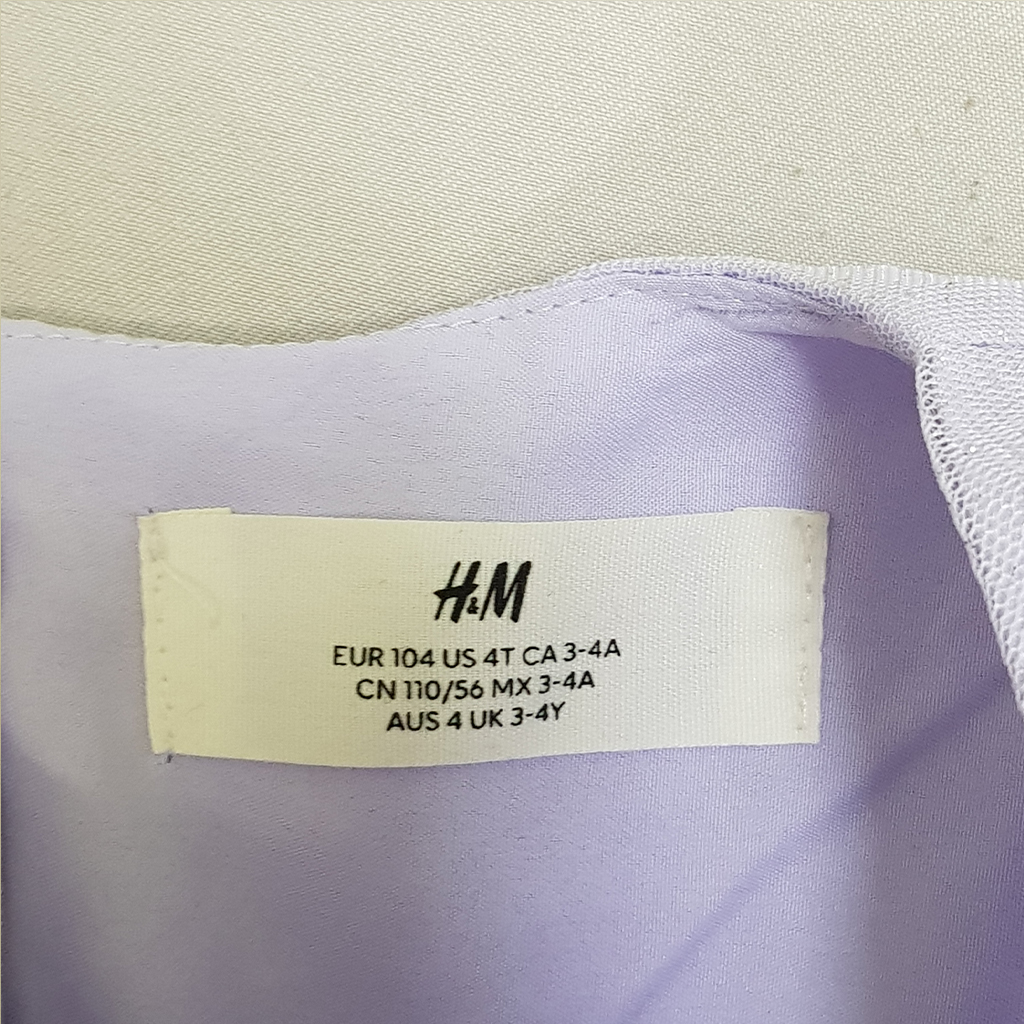 H&M
EUR 104 US 4T CA 3-4A
CN 110/56 MX 3-4A
AUS 4 UK 3-4Y